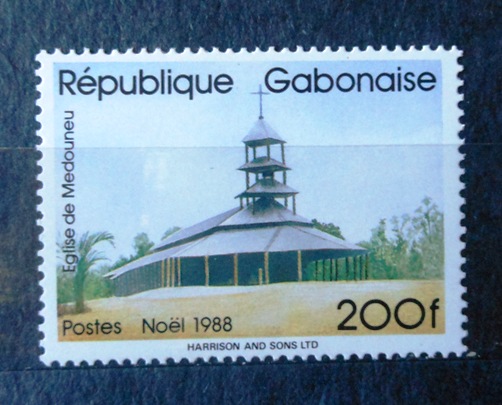 République Gabonaise
Eglise de Medouneu
Postes Noël 1988
200f
HARRISON AND SONS LTD